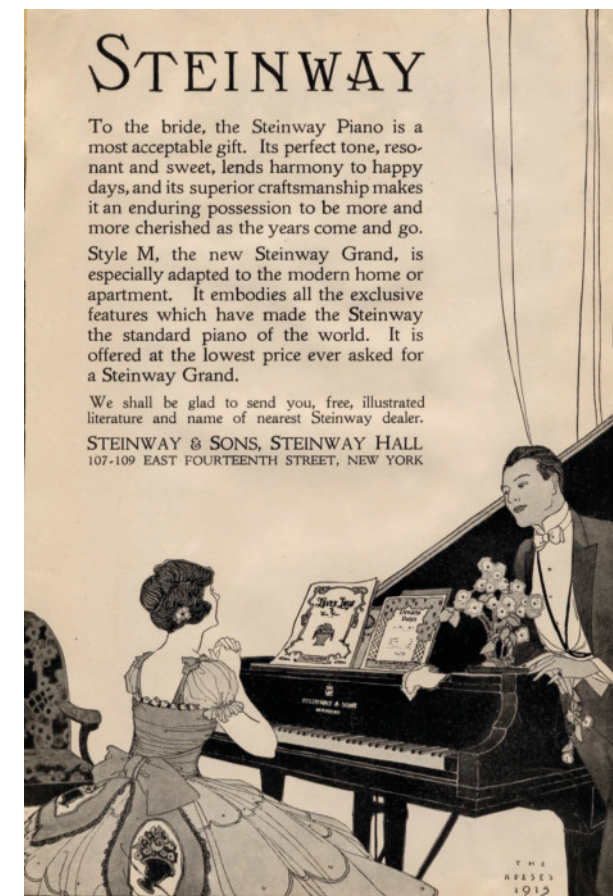 STEINWAY
To the bride, the Steinway Piano is a
most acceptable gift. Its perfect tone, reso-
nant and sweet, lends harmony to happy
days, and its superior craftsmanship makes
it an enduring possession to be more and
more cherished as the years come and go.
Style M, the new Steinway Grand, is
especially adapted to the modern home or
apartment. It embodies all the exclusive
features which have made the Steinway
the standard piano of the world. It is
offered at the lowest price ever asked for
a Steinway Grand.
We shall be glad to send you, free, illustrated
literature and name of nearest Steinway dealer.
STEINWAY & SONS, STEINWAY HALL
107-109 EAST FOURTEENTH STREET, NEW YORK
Dream
Days
STEINWAY & SONS
THE
REESES
1915